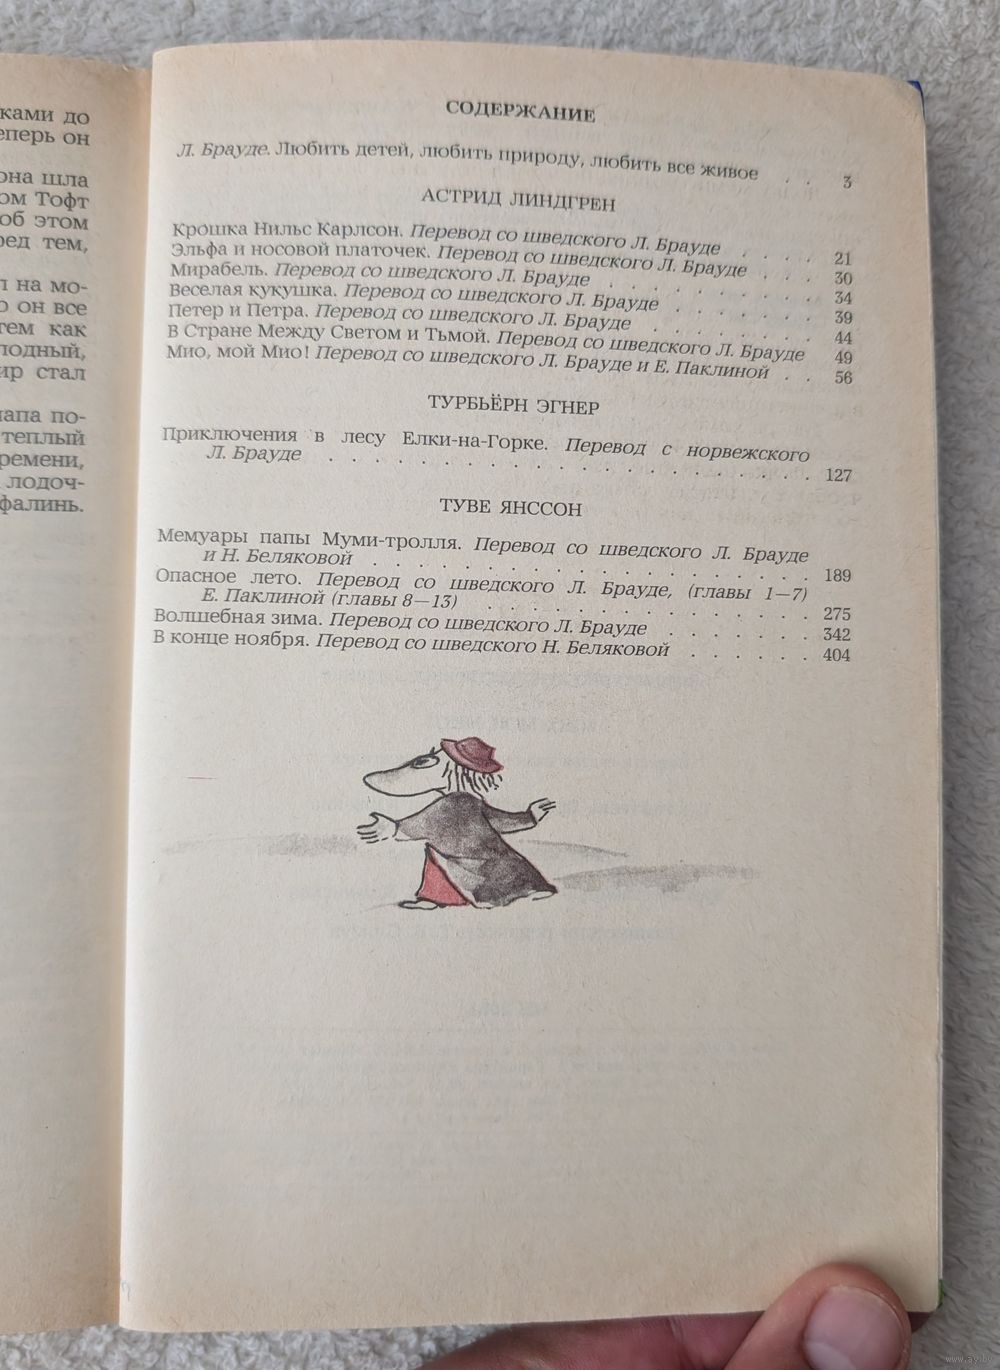 ками до
еперь он
она шла
ом Тофт
об этом
ред тем,
л на мо-
о он все
тем как
лодный,
ир стал
папа по-
теплый
ремени,
лодоч-
фалинь.
СОДЕРЖАНИЕ
Л. Брауде. Любить детей, любить природу, любить все живое . . 3
АСТРИД ЛИНДГРЕН
Крошка Нильс Карлсон. Перевод со шведского Л. Брауде . . . . 21
Эльфа и носовой платочек. Перевод со шведского Л. Брауде . . . 30
Мирабель. Перевод со шведского Л. Брауде . . . . . . . . . 34
Веселая кукушка. Перевод со шведского Л. Брауде . . . . . . 39
Петер и Петра. Перевод со шведского Л. Брауде . . . . . . . 44
В Стране Между Светом и Тьмой. Перевод со шведского Л. Брауде 49
Мио, мой Мио! Перевод со шведского Л. Брауде и Е. Паклиной . . 56
ТУРБЬЁРН ЭГНЕР
Приключения в лесу Елки-на-Горке. Перевод с норвежского
Л. Брауде . . . . . . . . . . . . . . . . . . . . 127
ТУВЕ ЯНССОН
Мемуары папы Муми-тролля. Перевод со шведского Л. Брауде
и Н. Беляковой . . . . . . . . . . . . . . . . . . 189
Опасное лето. Перевод со шведского Л. Брауде, (главы 1—7)
Е. Паклиной (главы 8—13) . . . . . . . . . . . . . 275
Волшебная зима. Перевод со шведского Л. Брауде . . . . . . . 342
В конце ноября. Перевод со шведского Н. Беляковой . . . . . . 404